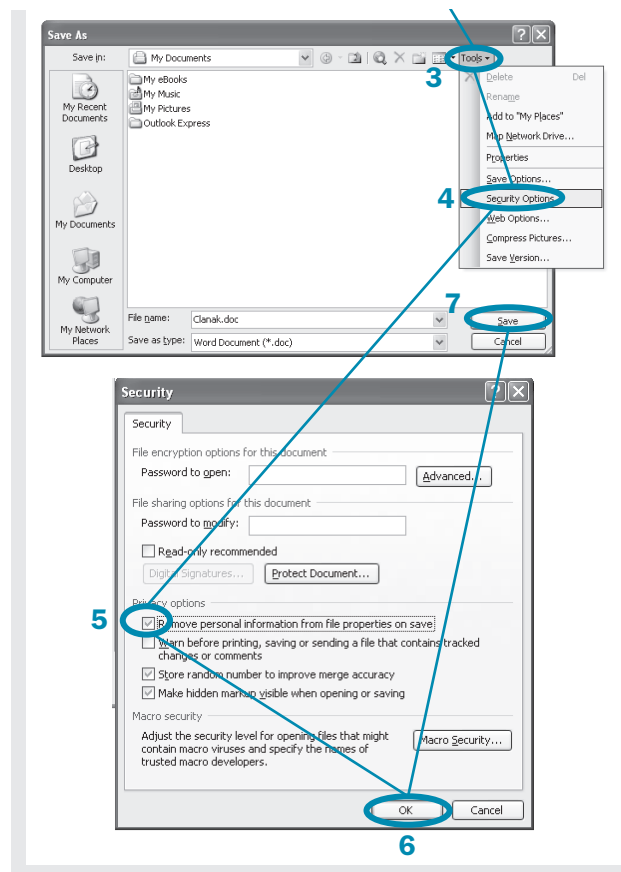 Save As
Save in:
My Documents
Tools
3
My eBooks
My Music
My Pictures
Outlook Express
My Recent
Documents
Desktop
My Documents
My Computer
My Network
Places
Delete Del
Rename
Add to "My Places"
Map Network Drive...
Properties
Save Options...
4
Security Options
Web Options...
Compress Pictures...
Save Version...
7
File name:
Clanak.doc
Save
Save as type:
Word Document (*.doc)
Cancel
Security
Security
File encryption options for this document
Password to open:
Advanced...
File sharing options for this document
Password to modify:
Read-only recommended
Digital Signatures...
Protect Document...
Privacy options
5
Remove personal information from file properties on save
Warn before printing, saving or sending a file that contains tracked
changes or comments
Store random number to improve merge accuracy
Make hidden markup visible when opening or saving
Macro security
Adjust the security level for opening files that might
contain macro viruses and specify the names of
trusted macro developers.
Macro Security...
OK
Cancel
6